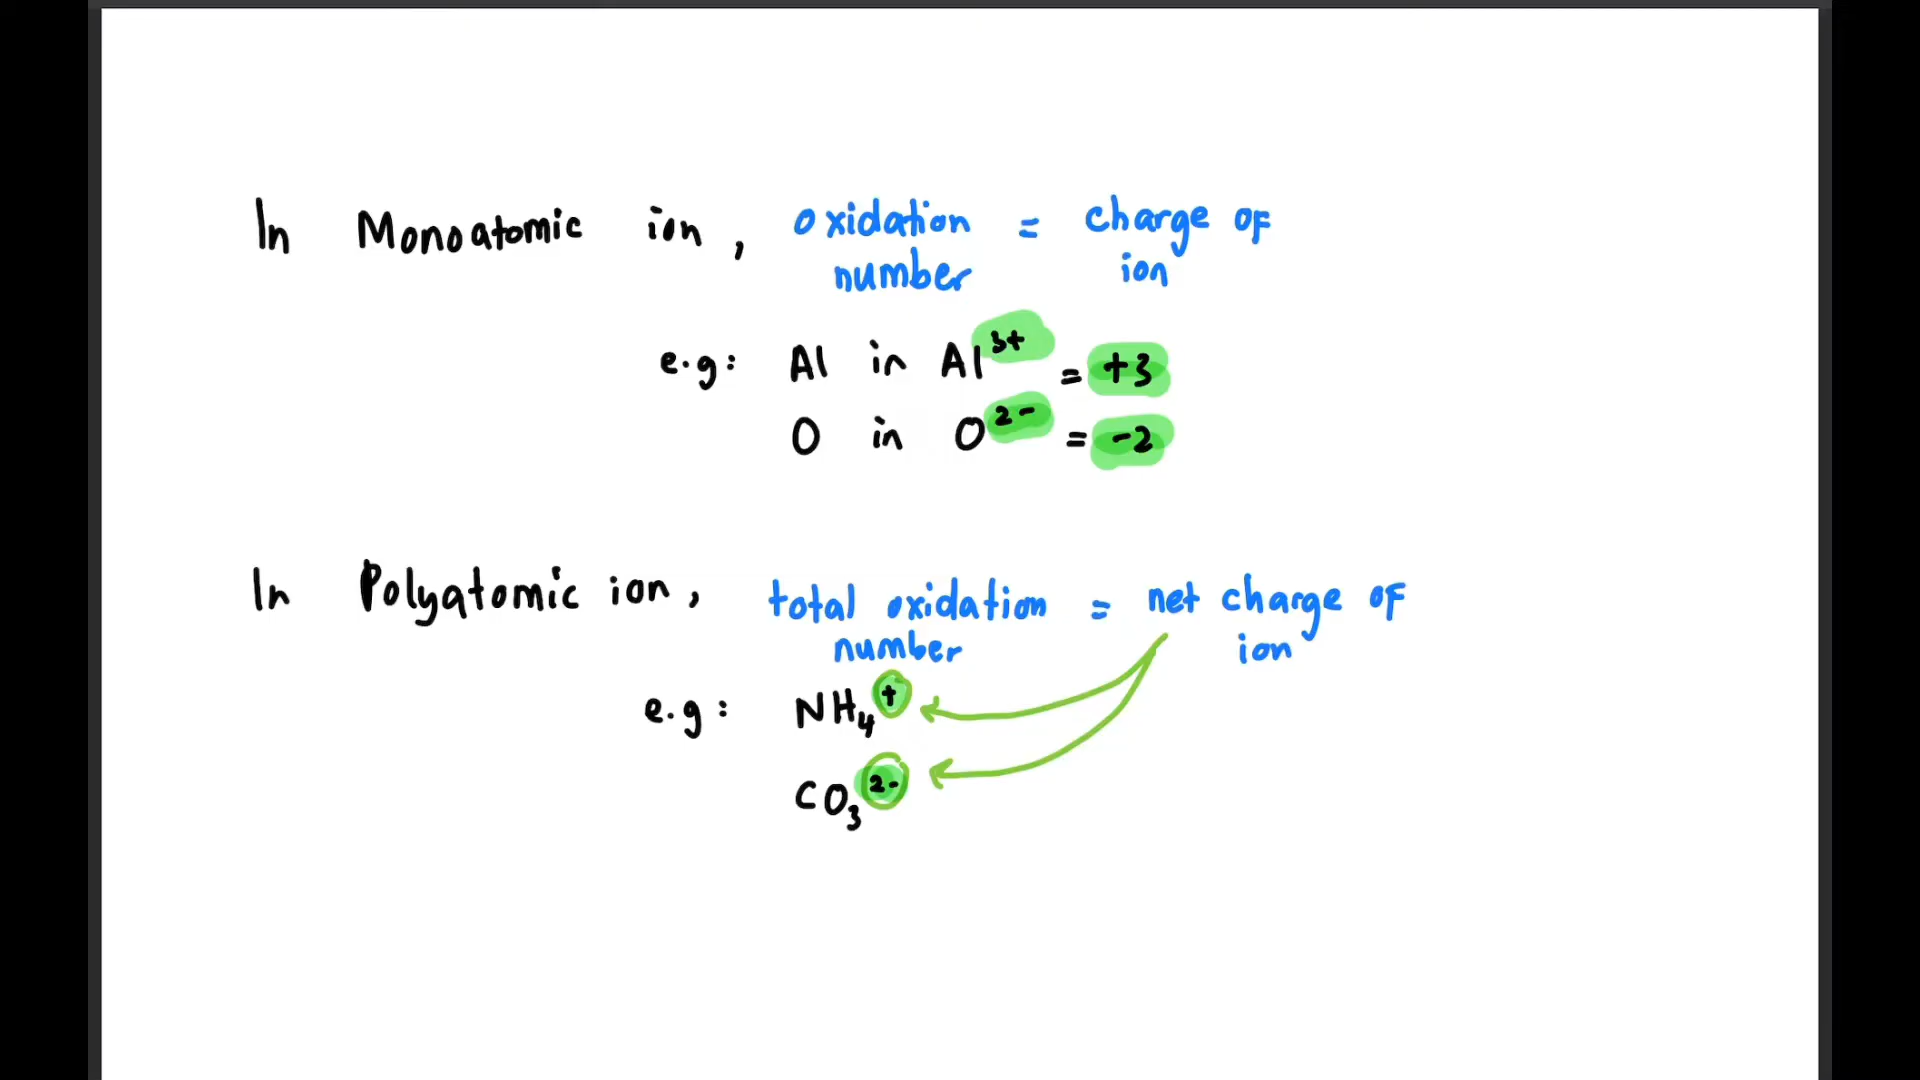 In Monoatomic ion, oxidation = charge of
number ion
e.g: Al in Al³⁺ = +3
O in O²⁻ = -2
In Polyatomic ion, total oxidation = net charge of
number ion
e.g: NH₄⁺
CO₃²⁻